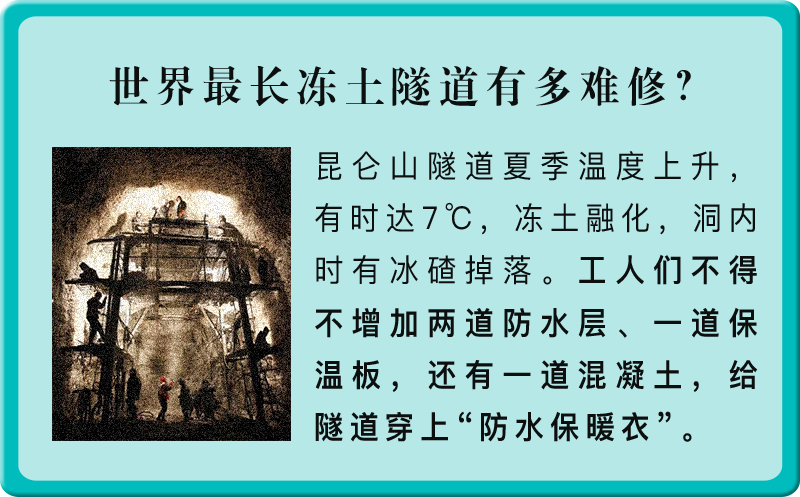 世界最长冻土隧道有多难修？
昆仑山隧道夏季温度上升，
有时达7℃，冻土融化，洞内
时有冰碴掉落。工人们不得
不增加两道防水层、一道保
温板，还有一道混凝土，给
隧道穿上“防水保暖衣”。